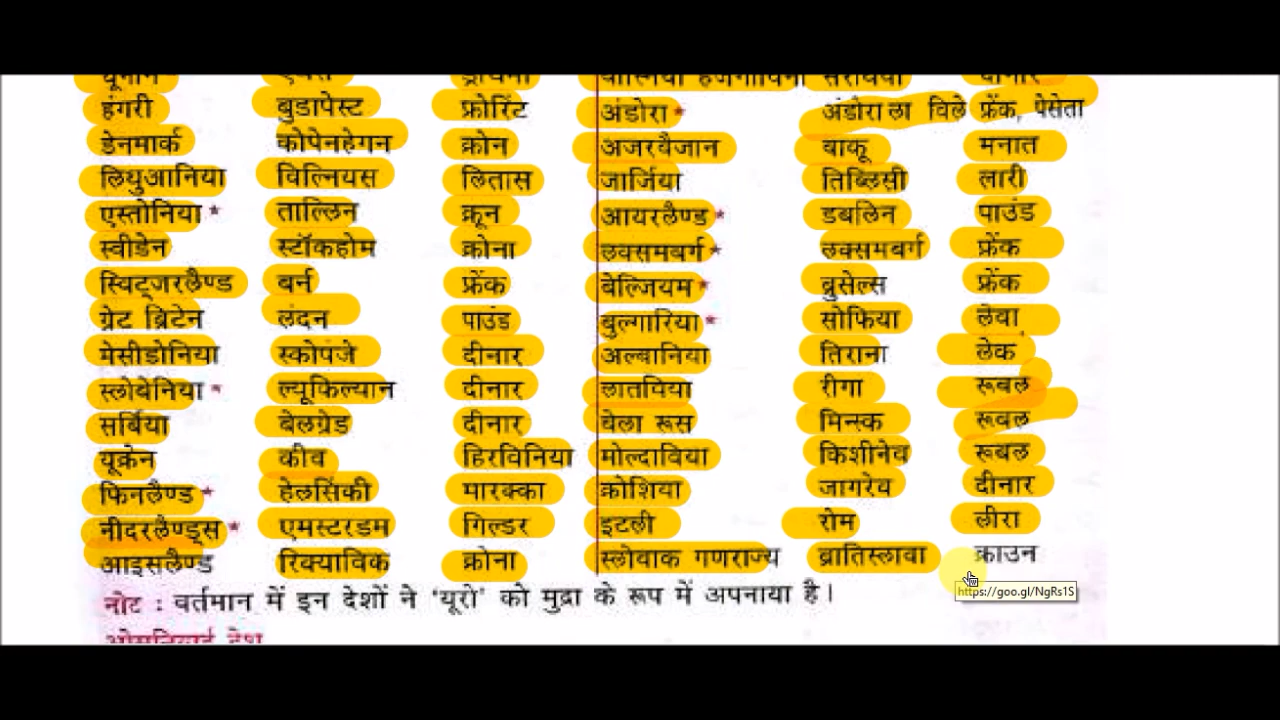 हंगरी बुडापेस्ट फ्रोरिंट अंडोरा * अंडोरा ला विले फ्रेंक, पेसेता
डेनमार्क कोपेनहेगन क्रोन अजरबैजान बाकू मनात
लिथुआनिया विल्नियस लितास जार्जिया तिब्लिसी लारी
एस्तोनिया * ताल्लिन क्रून आयरलैण्ड * डबलिन पाउंड
स्वीडेन स्टॉकहोम क्रोना लक्समबर्ग * लक्समबर्ग फ्रेंक
स्विट्जरलैण्ड बर्न फ्रेंक बेल्जियम * ब्रुसेल्स फ्रेंक
ग्रेट ब्रिटेन लंदन पाउंड बुल्गारिया * सोफिया लेवा
मेसीडोनिया स्कोपजे दीनार अल्बानिया तिराना लेक
स्लोबेनिया * ल्यूफिल्यान दीनार लातविया रीगा रूबल
सर्बिया बेलग्रेड दीनार बेला रूस मिन्स्क रूबल
यूक्रेन कीव हिरविनिया मोल्दाविया किशीनेव रूबल
फिनलैण्ड * हेलसिंकी मारक्का क्रोशिया जागरेव दीनार
नीदरलैण्ड्स * एमस्टरडम गिल्डर इटली रोम लीरा
आइसलैण्ड रिक्याविक क्रोना स्लोवाक गणराज्य ब्रातिस्लावा क्राउन
https://goo.gl/NgRs1S
नोट : वर्तमान में इन देशों ने 'यूरो' को मुद्रा के रूप में अपनाया है।